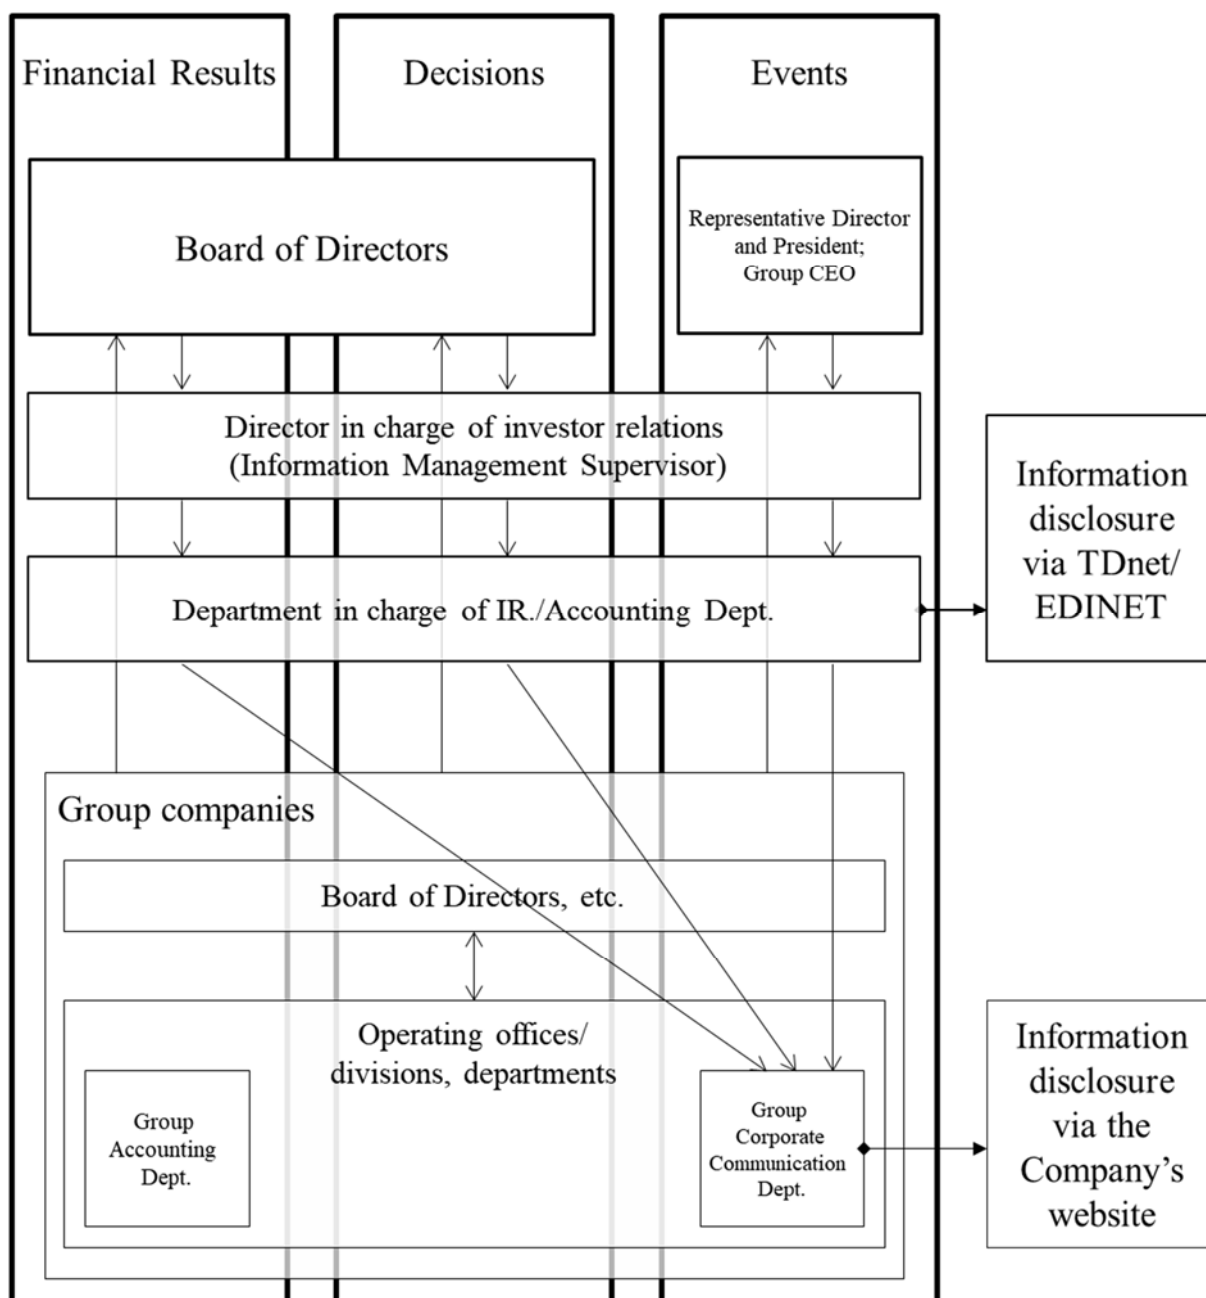 Financial Results
Decisions
Events
Board of Directors
Representative Director
and President;
Group CEO
Director in charge of investor relations
(Information Management Supervisor)
Department in charge of IR./Accounting Dept.
Information
disclosure
via TDnet/
EDINET
Group companies
Board of Directors, etc.
Operating offices/
divisions, departments
Group
Accounting
Dept.
Group
Corporate
Communication
Dept.
Information
disclosure
via the
Company’s
website